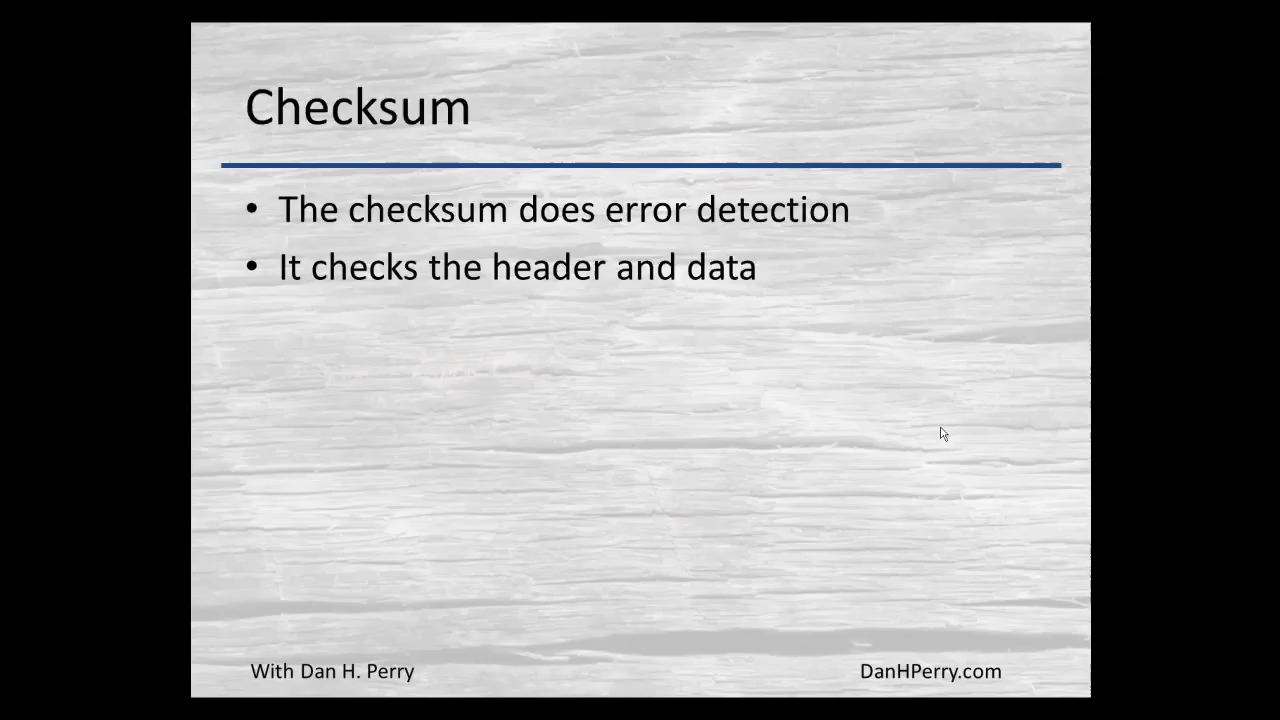 Checksum
• The checksum does error detection
• It checks the header and data
With Dan H. Perry
DanHPerry.com